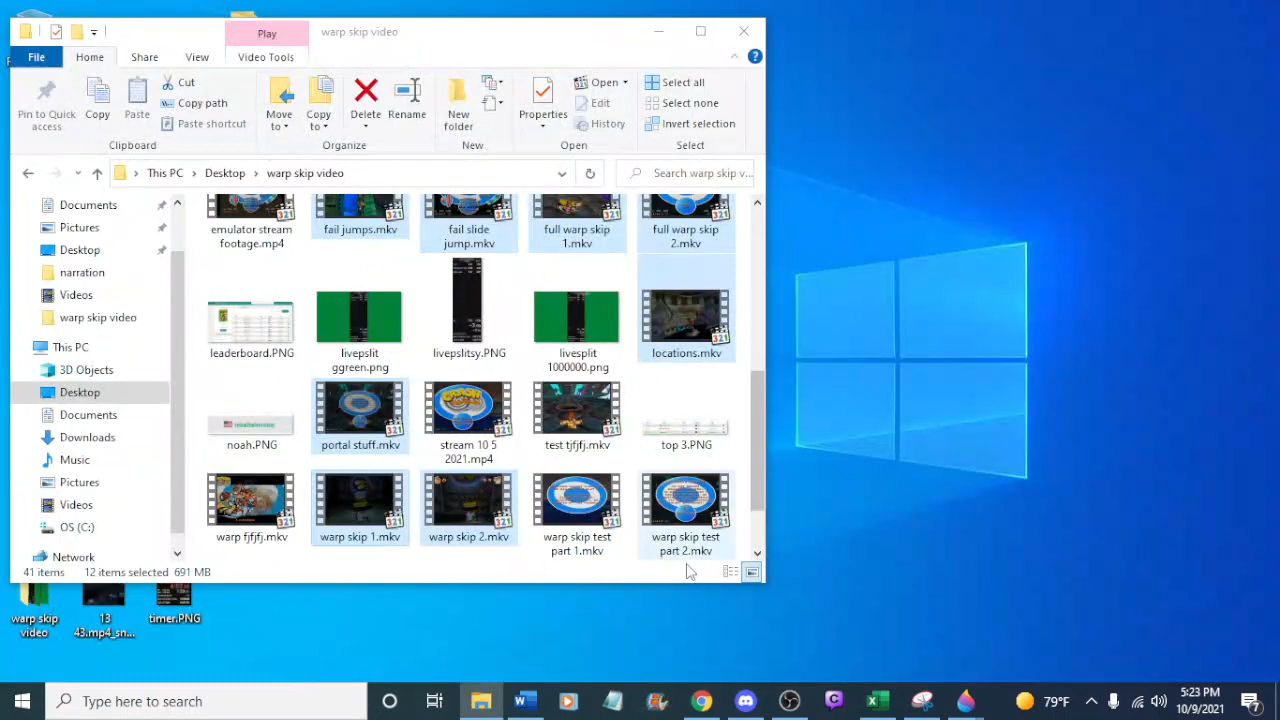 Play
warp skip video
File
Home
Share
View
Video Tools
Pin to Quick
access
Copy
Paste
Cut
Copy path
Paste shortcut
Clipboard
Move
to
Copy
to
Delete
Rename
Organize
New
folder
New
Properties
Open
Edit
History
Open
Select all
Select none
Invert selection
Select
This PC > Desktop > warp skip video
Search warp skip v...
Documents
Pictures
Desktop
narration
Videos
warp skip video
This PC
3D Objects
Desktop
Documents
Downloads
Music
Pictures
Videos
OS (C:)
Network
emulator stream
footage.mp4
fail jumps.mkv
fail slide
jump.mkv
full warp skip
1.mkv
full warp skip
2.mkv
leaderboard.PNG
livepslit
ggreen.png
livepslitsy.PNG
livesplit
1000000.png
locations.mkv
noah.PNG
portal stuff.mkv
stream 10 5
2021.mp4
test tjfjfj.mkv
top 3.PNG
warp fjfjfj.mkv
warp skip 1.mkv
warp skip 2.mkv
warp skip test
part 1.mkv
warp skip test
part 2.mkv
41 items
12 items selected 691 MB
warp skip
video
13
43.mp4_sn...
timer.PNG
Type here to search
79°F
5:23 PM
10/9/2021
7